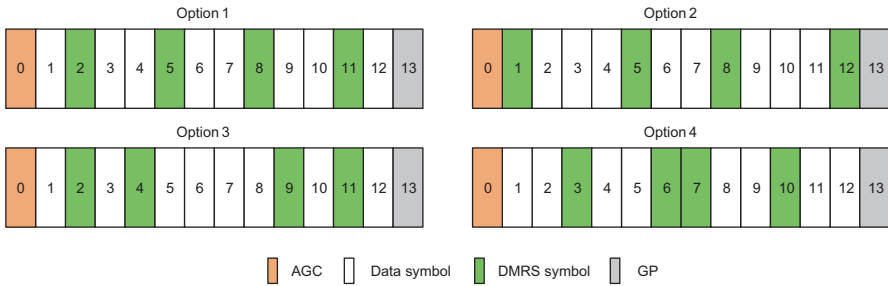 Option 1
0 1 2 3 4 5 6 7 8 9 10 11 12 13
Option 2
0 1 2 3 4 5 6 7 8 9 10 11 12 13
Option 3
0 1 2 3 4 5 6 7 8 9 10 11 12 13
Option 4
0 1 2 3 4 5 6 7 8 9 10 11 12 13
AGC Data symbol DMRS symbol GP